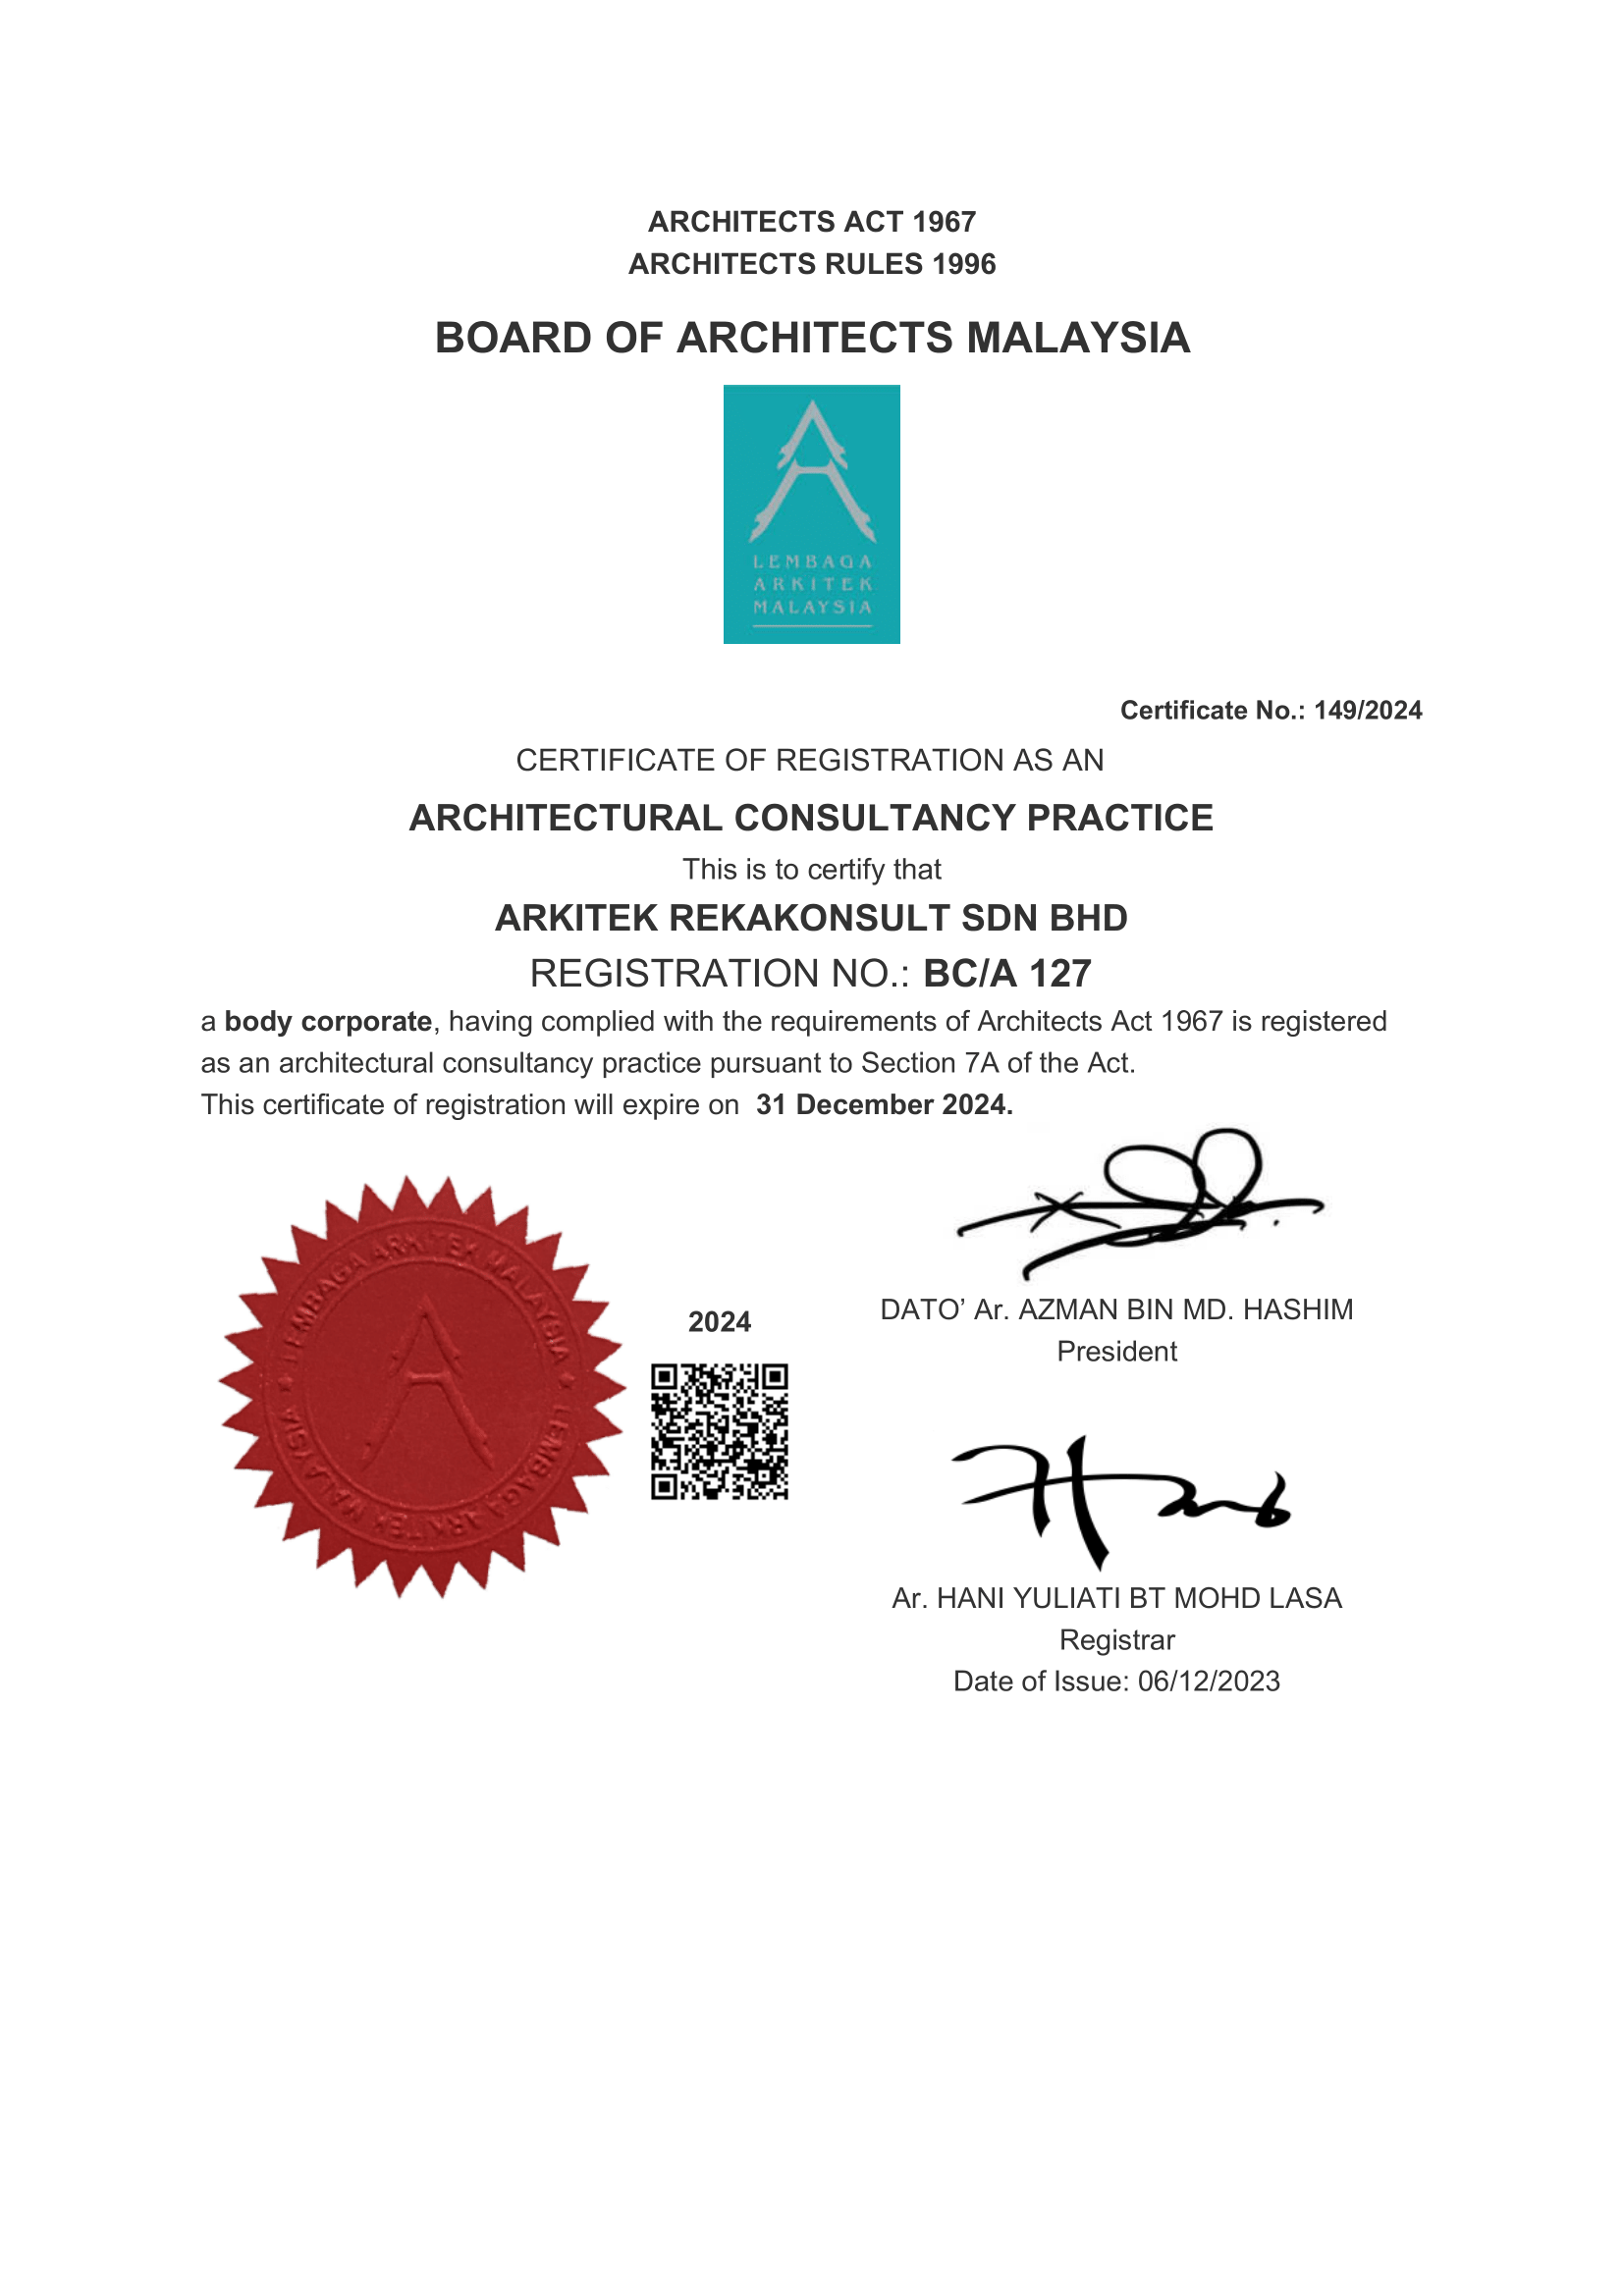 ARCHITECTS ACT 1967
ARCHITECTS RULES 1996
BOARD OF ARCHITECTS MALAYSIA
LEMBAGA
ARKITEK
MALAYSIA
Certificate No.: 149/2024
CERTIFICATE OF REGISTRATION AS AN
ARCHITECTURAL CONSULTANCY PRACTICE
This is to certify that
ARKITEK REKAKONSULT SDN BHD
REGISTRATION NO.: BC/A 127
a body corporate, having complied with the requirements of Architects Act 1967 is registered
as an architectural consultancy practice pursuant to Section 7A of the Act.
This certificate of registration will expire on 31 December 2024.
LEMBAGA ARKITEK MALAYSIA
LEMBAGA ARKITEK MALAYSIA
2024
DATO’ Ar. AZMAN BIN MD. HASHIM
President
Ar. HANI YULIATI BT MOHD LASA
Registrar
Date of Issue: 06/12/2023